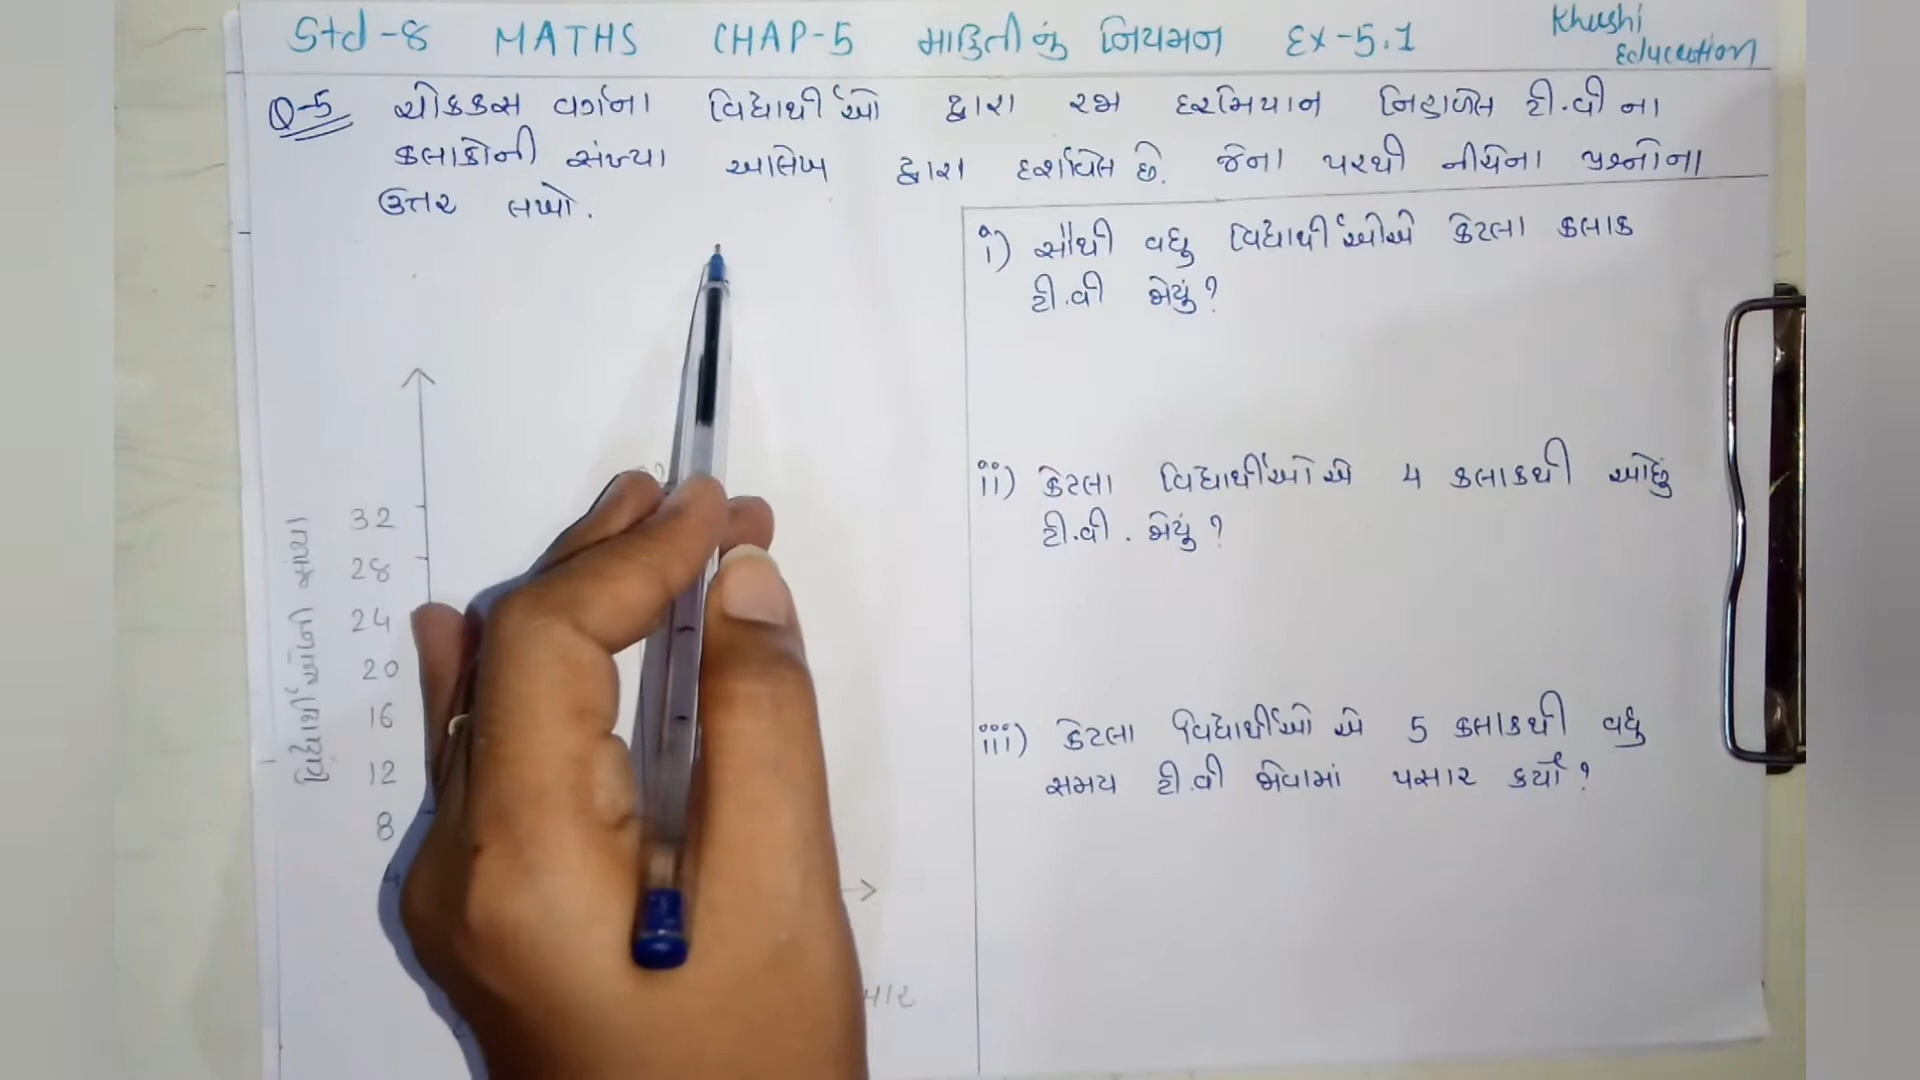 Std-8 MATHS CHAP-5 માહિતીનું નિયમન Ex-5.1
Khushi Education
Q-5 ચોક્કસ વર્ગના વિદ્યાર્થીઓ દ્વારા રજા દરમિયાન નિહાળેલ ટી.વી ના
કલાકોની સંખ્યા આલેખ દ્વારા દર્શાવેલ છે. જેના પરથી નીચેના પ્રશ્નોના
ઉત્તર લખો.
i) સૌથી વધુ વિદ્યાર્થીઓએ કેટલા કલાક
ટી.વી જોયું?
ii) કેટલા વિદ્યાર્થીઓએ 4 કલાકથી ઓછું
ટી.વી. જોયું?
iii) કેટલા વિદ્યાર્થીઓ એ 5 કલાકથી વધુ
સમય ટી.વી જોવામાં પસાર કર્યો?
વિદ્યાર્થીઓની સંખ્યા
32
28
24
20
16
12
8
4